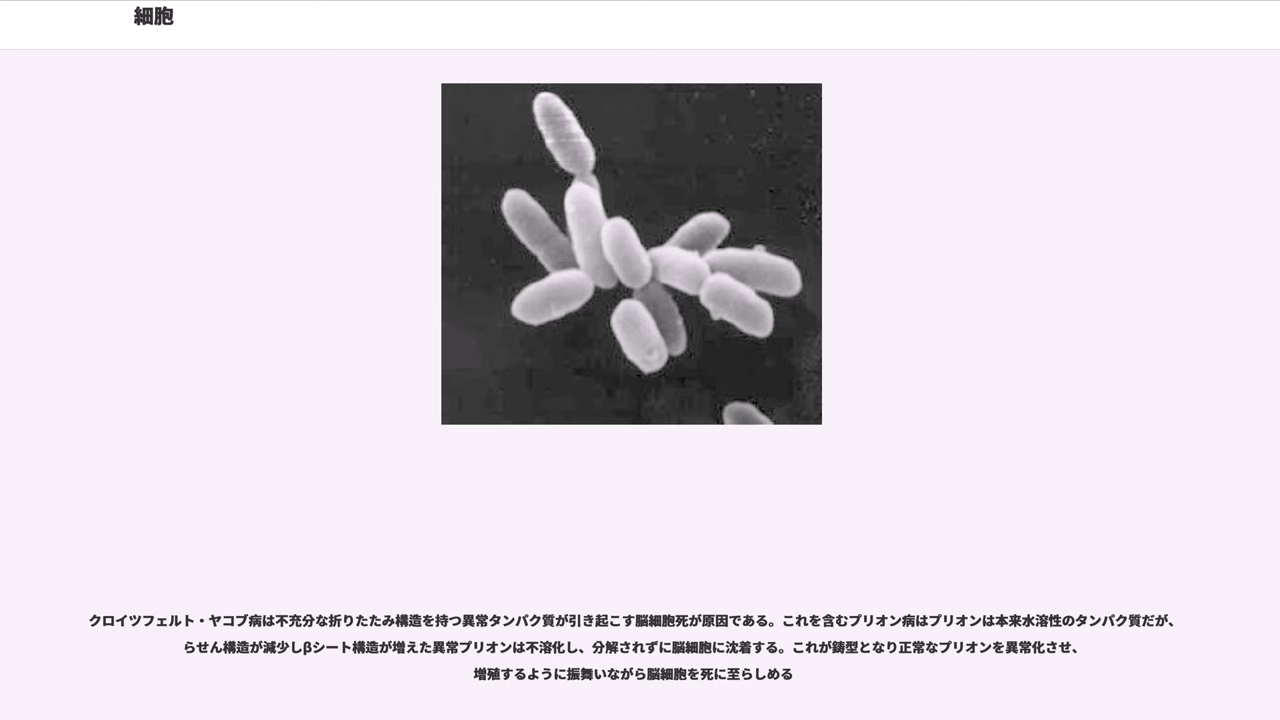 細胞
クロイツフェルト・ヤコブ病は不充分な折りたたみ構造を持つ異常タンパク質が引き起こす脳細胞死が原因である。これを含むプリオン病はプリオンは本来水溶性のタンパク質だが、
らせん構造が減少しβシート構造が増えた異常プリオンは不溶化し、分解されずに脳細胞に沈着する。これが鋳型となり正常なプリオンを異常化させ、
増殖するように振舞いながら脳細胞を死に至らしめる